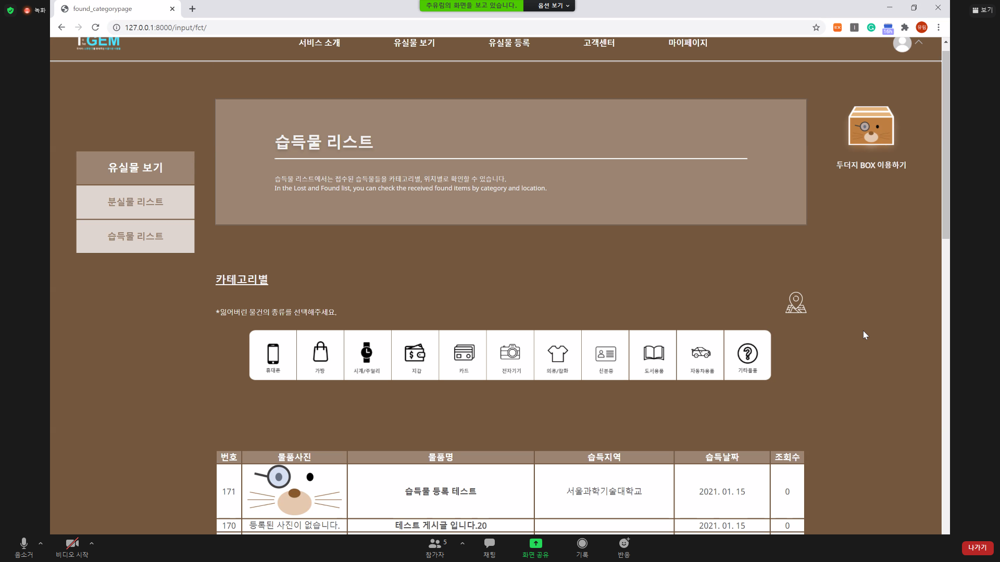 녹화
found_categorypage
추유림의 화면을 보고 있습니다.
옵션 보기
보기
127.0.0.1:8000/input/fct/
EX
16h
유림
GEM
서비스 소개
유실물 보기
유실물 등록
고객센터
마이페이지
습득물 리스트
습득물 리스트에서는 접수된 습득물들을 카테고리별, 위치별로 확인할 수 있습니다.
In the Lost and Found list, you can check the received found items by category and location.
유실물 보기
분실물 리스트
습득물 리스트
두더지 BOX 이용하기
카테고리별
*잃어버린 물건의 종류를 선택해주세요.
휴대폰
가방
시계/주얼리
지갑
카드
전자기기
의류/잡화
신분증
도서용품
자동차용품
기타물품
번호 물품사진 물품명 습득지역 습득날짜 조회수
171 습득물 등록 테스트 서울과학기술대학교 2021. 01. 15 0
170 등록된 사진이 없습니다. 테스트 게시글 입니다.20 2021. 01. 15 0
음소거
비디오 시작
5
참가자
채팅
화면 공유
기록
반응
나가기